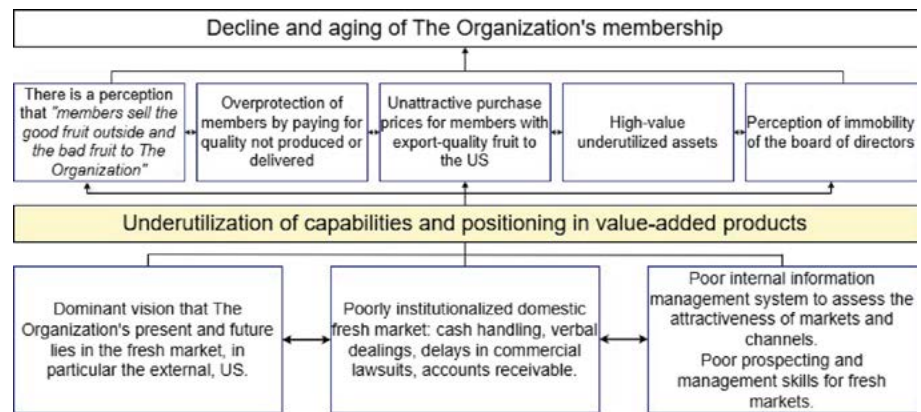 Decline and aging of The Organization's membership
There is a perception
that "members sell the
good fruit outside and
the bad fruit to The
Organization"
Overprotection of
members by paying for
quality not produced or
delivered
Unattractive purchase
prices for members with
export-quality fruit to
the US
High-value
underutilized assets
Perception of immobility
of the board of directors
Underutilization of capabilities and positioning in value-added products
Dominant vision that The
Organization's present and future
lies in the fresh market, in
particular the external, US.
Poorly institutionalized domestic
fresh market: cash handling, verbal
dealings, delays in commercial
lawsuits, accounts receivable.
Poor internal information
management system to assess the
attractiveness of markets and
channels.
Poor prospecting and
management skills for fresh
markets.